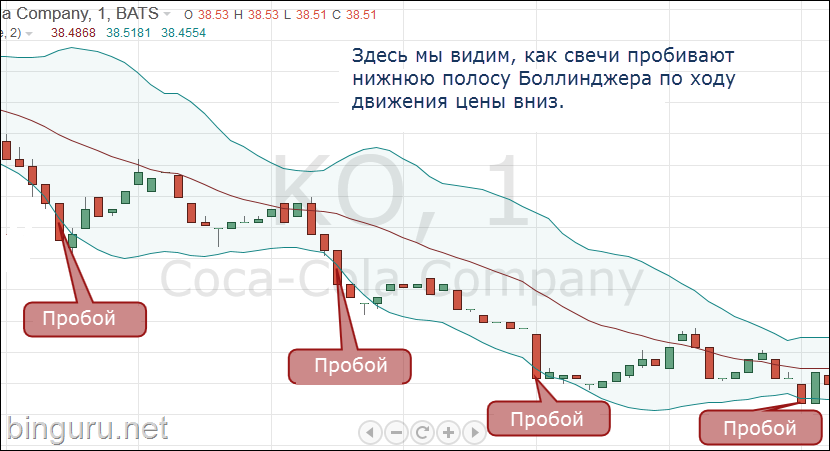 a Company, 1, BATS O 38.53 H 38.53 L 38.51 C 38.51
e, 2) 38.4868 38.5181 38.4554
Здесь мы видим, как свечи пробивают
нижнюю полосу Боллинджера по ходу
движения цены вниз.
KO, 1
Coca-Cola Company
Пробой
Пробой
Пробой
Пробой
binguru.net